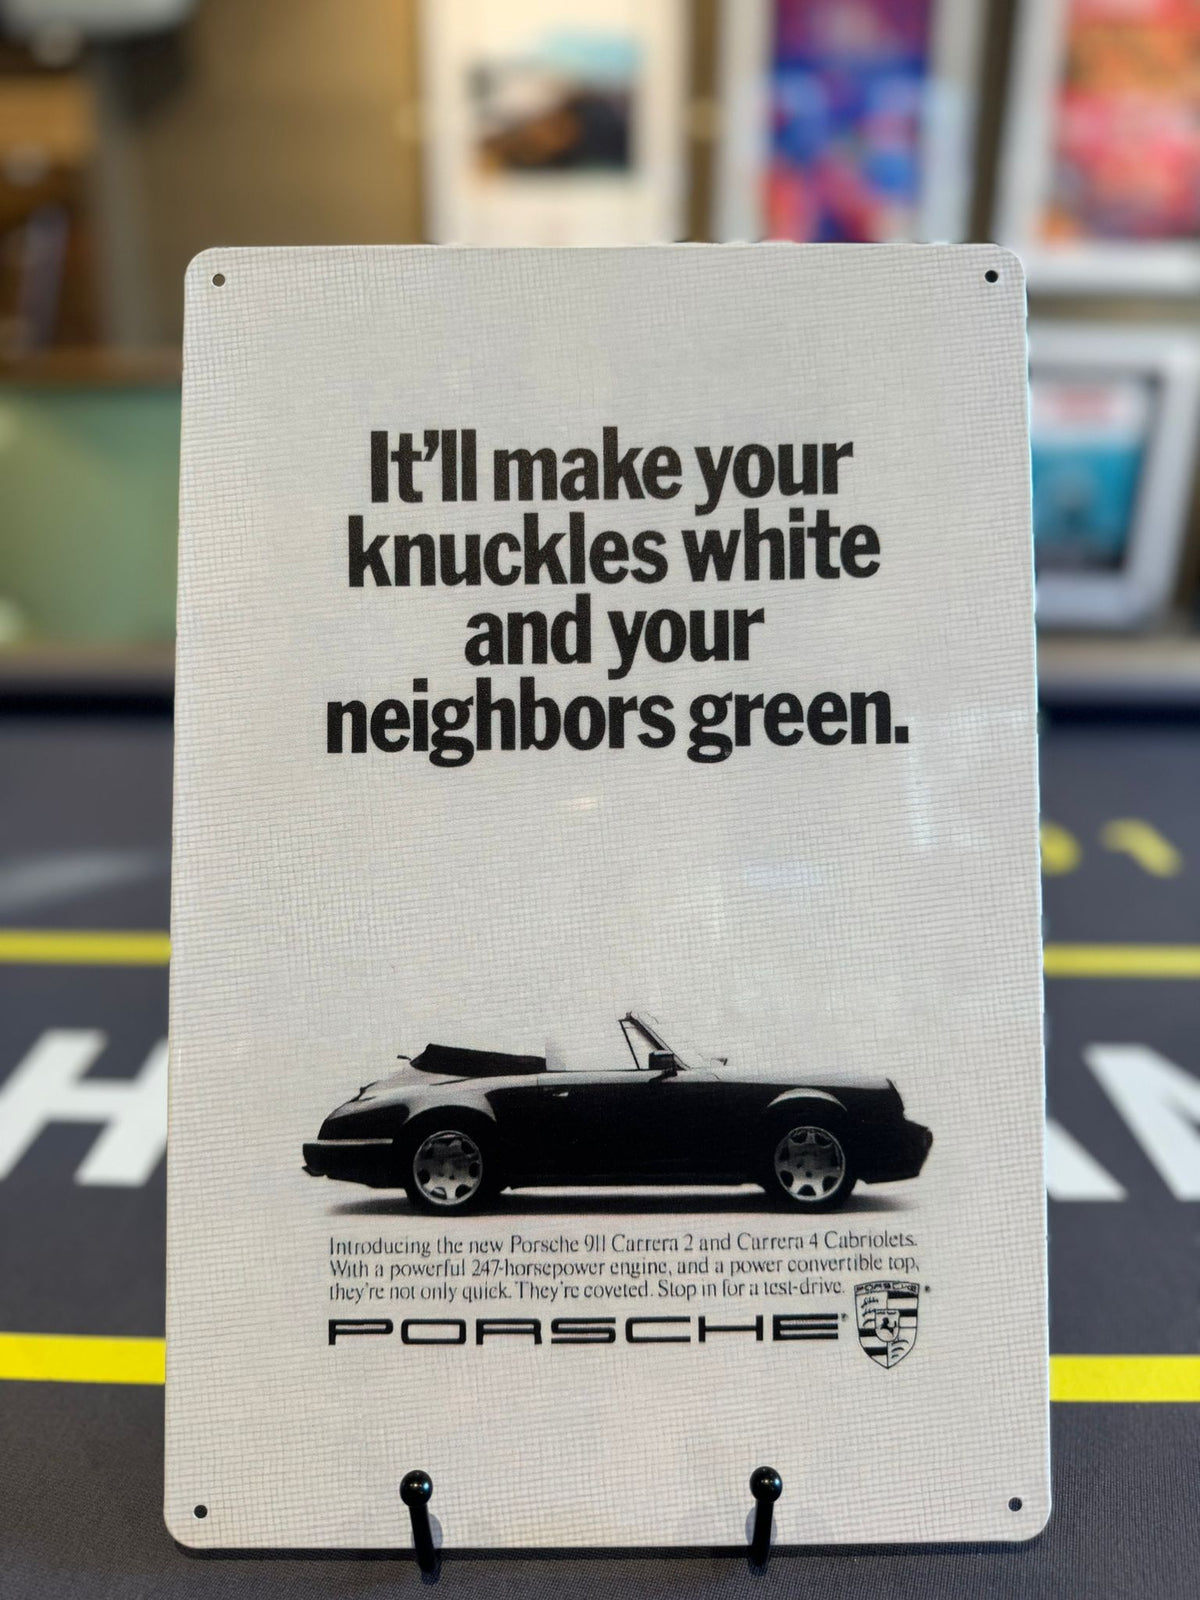 It'll make your
knuckles white
and your
neighbors green.
Introducing the new Porsche 911 Carrera 2 and Carrera 4 Cabriolets.
With a powerful 247-horsepower engine, and a power convertible top,
they're not only quick. They're coveted. Stop in for a test-drive.
PORSCHE®
PORSCHE